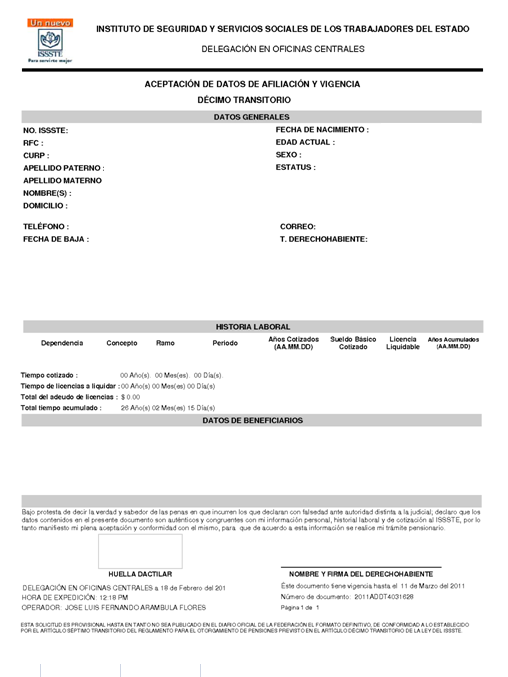 Un nuevo
ISSSTE
Para servirte mejor
INSTITUTO DE SEGURIDAD Y SERVICIOS SOCIALES DE LOS TRABAJADORES DEL ESTADO
DELEGACIÓN EN OFICINAS CENTRALES
ACEPTACIÓN DE DATOS DE AFILIACIÓN Y VIGENCIA
DÉCIMO TRANSITORIO
DATOS GENERALES
NO. ISSSTE: FECHA DE NACIMIENTO :
RFC : EDAD ACTUAL :
CURP : SEXO :
APELLIDO PATERNO : ESTATUS :
APELLIDO MATERNO
NOMBRE(S) :
DOMICILIO :
TELÉFONO : CORREO:
FECHA DE BAJA : T. DERECHOHABIENTE:
HISTORIA LABORAL
Dependencia Concepto Ramo Periodo Años Cotizados (AA.MM.DD) Sueldo Básico Cotizado Licencia Liquidable Años Acumulados (AA.MM.DD)
Tiempo cotizado : 00 Año(s). 00 Mes(es). 00 Día(s).
Tiempo de licencias a liquidar : 00 Año(s) 00 Mes(es) 00 Día(s)
Total del adeudo de licencias : $ 0.00
Total tiempo acumulado : 26 Año(s) 02 Mes(es) 15 Día(s)
DATOS DE BENEFICIARIOS
Bajo protesta de decir la verdad y sabedor de las penas en que incurren los que declaran con falsedad ante autoridad distinta a la judicial, declaro que los
datos contenidos en el presente documento son auténticos y congruentes con mi información personal, historial laboral y de cotización al ISSSTE, por lo
tanto manifiesto mi plena aceptación y conformidad con el mismo, para que de acuerdo a esta información se realice mi trámite pensionario.
HUELLA DACTILAR NOMBRE Y FIRMA DEL DERECHOHABIENTE
DELEGACIÓN EN OFICINAS CENTRALES a 18 de Febrero del 201
Este documento tiene vigencia hasta el 11 de Marzo del 2011
HORA DE EXPEDICIÓN: 12:18 PM
Número de documento: 2011ADDT4031628
OPERADOR: JOSE LUIS FERNANDO ARAMBULA FLORES
Página 1 de 1
ESTA SOLICITUD ES PROVISIONAL HASTA EN TANTO NO SEA PUBLICADO EN EL DIARIO OFICIAL DE LA FEDERACIÓN EL FORMATO DEFINITIVO, DE CONFORMIDAD A LO ESTABLECIDO
POR EL ARTÍCULO SÉPTIMO TRANSITORIO DEL REGLAMENTO PARA EL OTORGAMIENTO DE PENSIONES PREVISTO EN EL ARTÍCULO DÉCIMO TRANSITORIO DE LA LEY DEL ISSSTE.